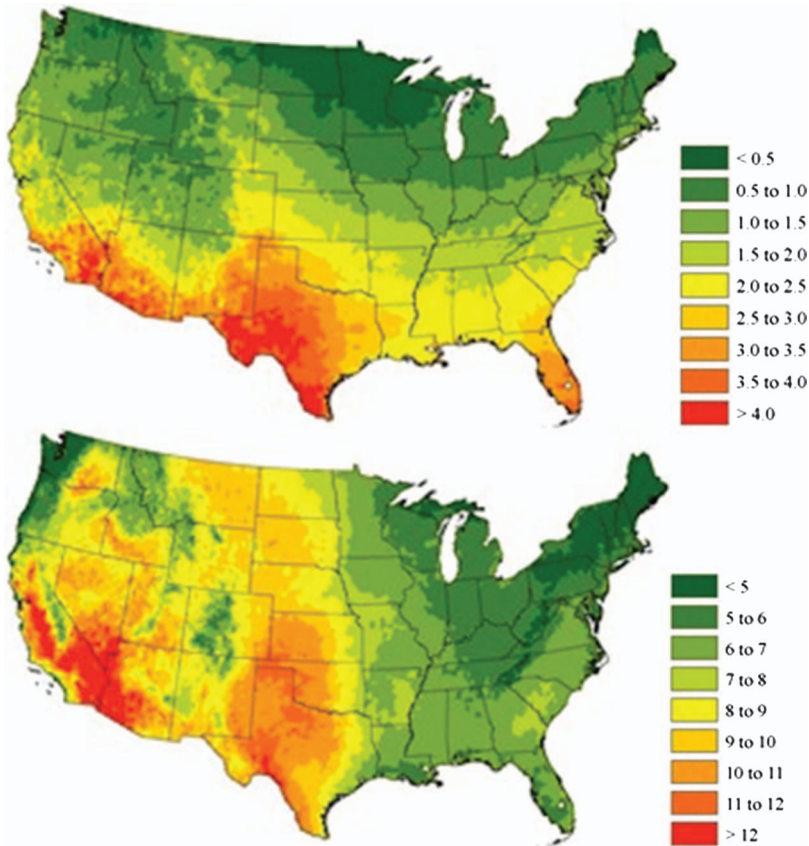 < 0.5
0.5 to 1.0
1.0 to 1.5
1.5 to 2.0
2.0 to 2.5
2.5 to 3.0
3.0 to 3.5
3.5 to 4.0
> 4.0
< 5
5 to 6
6 to 7
7 to 8
8 to 9
9 to 10
10 to 11
11 to 12
> 12